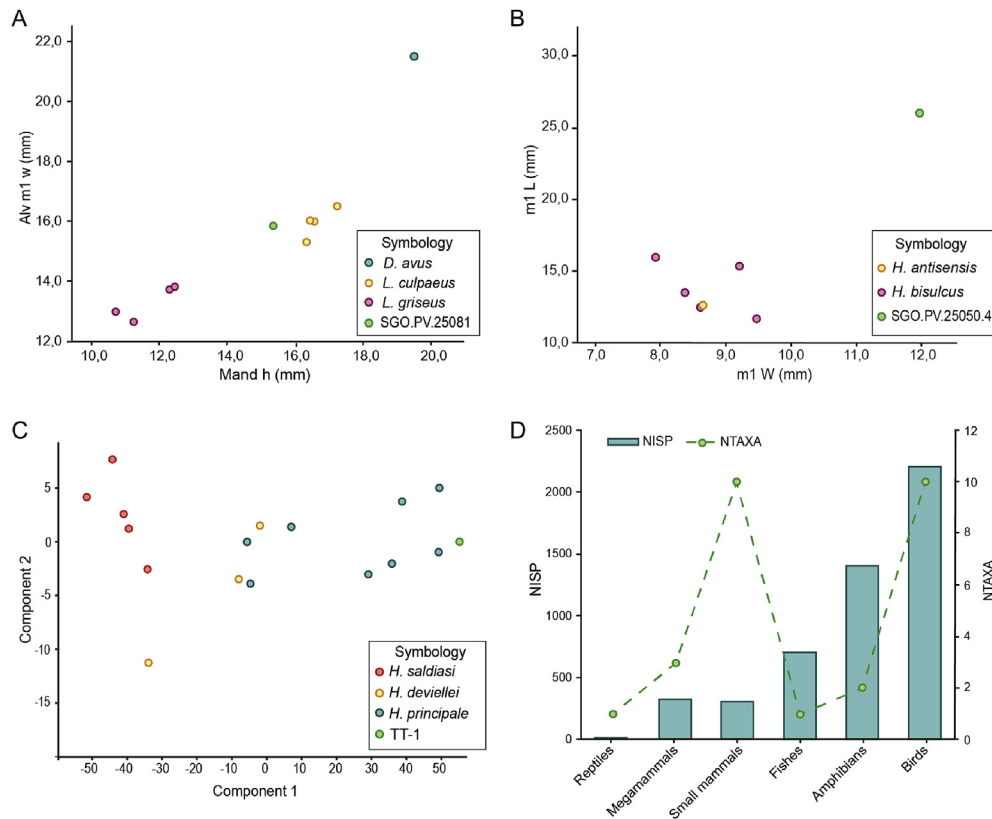 A
Alv m1 w (mm)
22,0
20,0
18,0
16,0
14,0
12,0
10,0
12,0
14,0
16,0
18,0
20,0
Mand h (mm)
Symbology
D. avus
L. culpaeus
L. griseus
SGO.PV.25081
B
m1 L (mm)
30,0
25,0
20,0
15,0
10,0
7,0
8,0
9,0
10,0
11,0
12,0
m1 W (mm)
Symbology
H. antisensis
H. bisulcus
SGO.PV.25050.4
C
Component 2
5
0
-5
-10
-15
-50
-40
-30
-20
-10
0
10
20
30
40
50
Component 1
Symbology
H. saldiasi
H. deviellei
H. principale
TT-1
D
NISP
NTAXA
NISP
2500
2000
1500
1000
500
0
12
10
8
6
4
2
0
NTAXA
Reptiles
Megamammals
Small mammals
Fishes
Amphibians
Birds